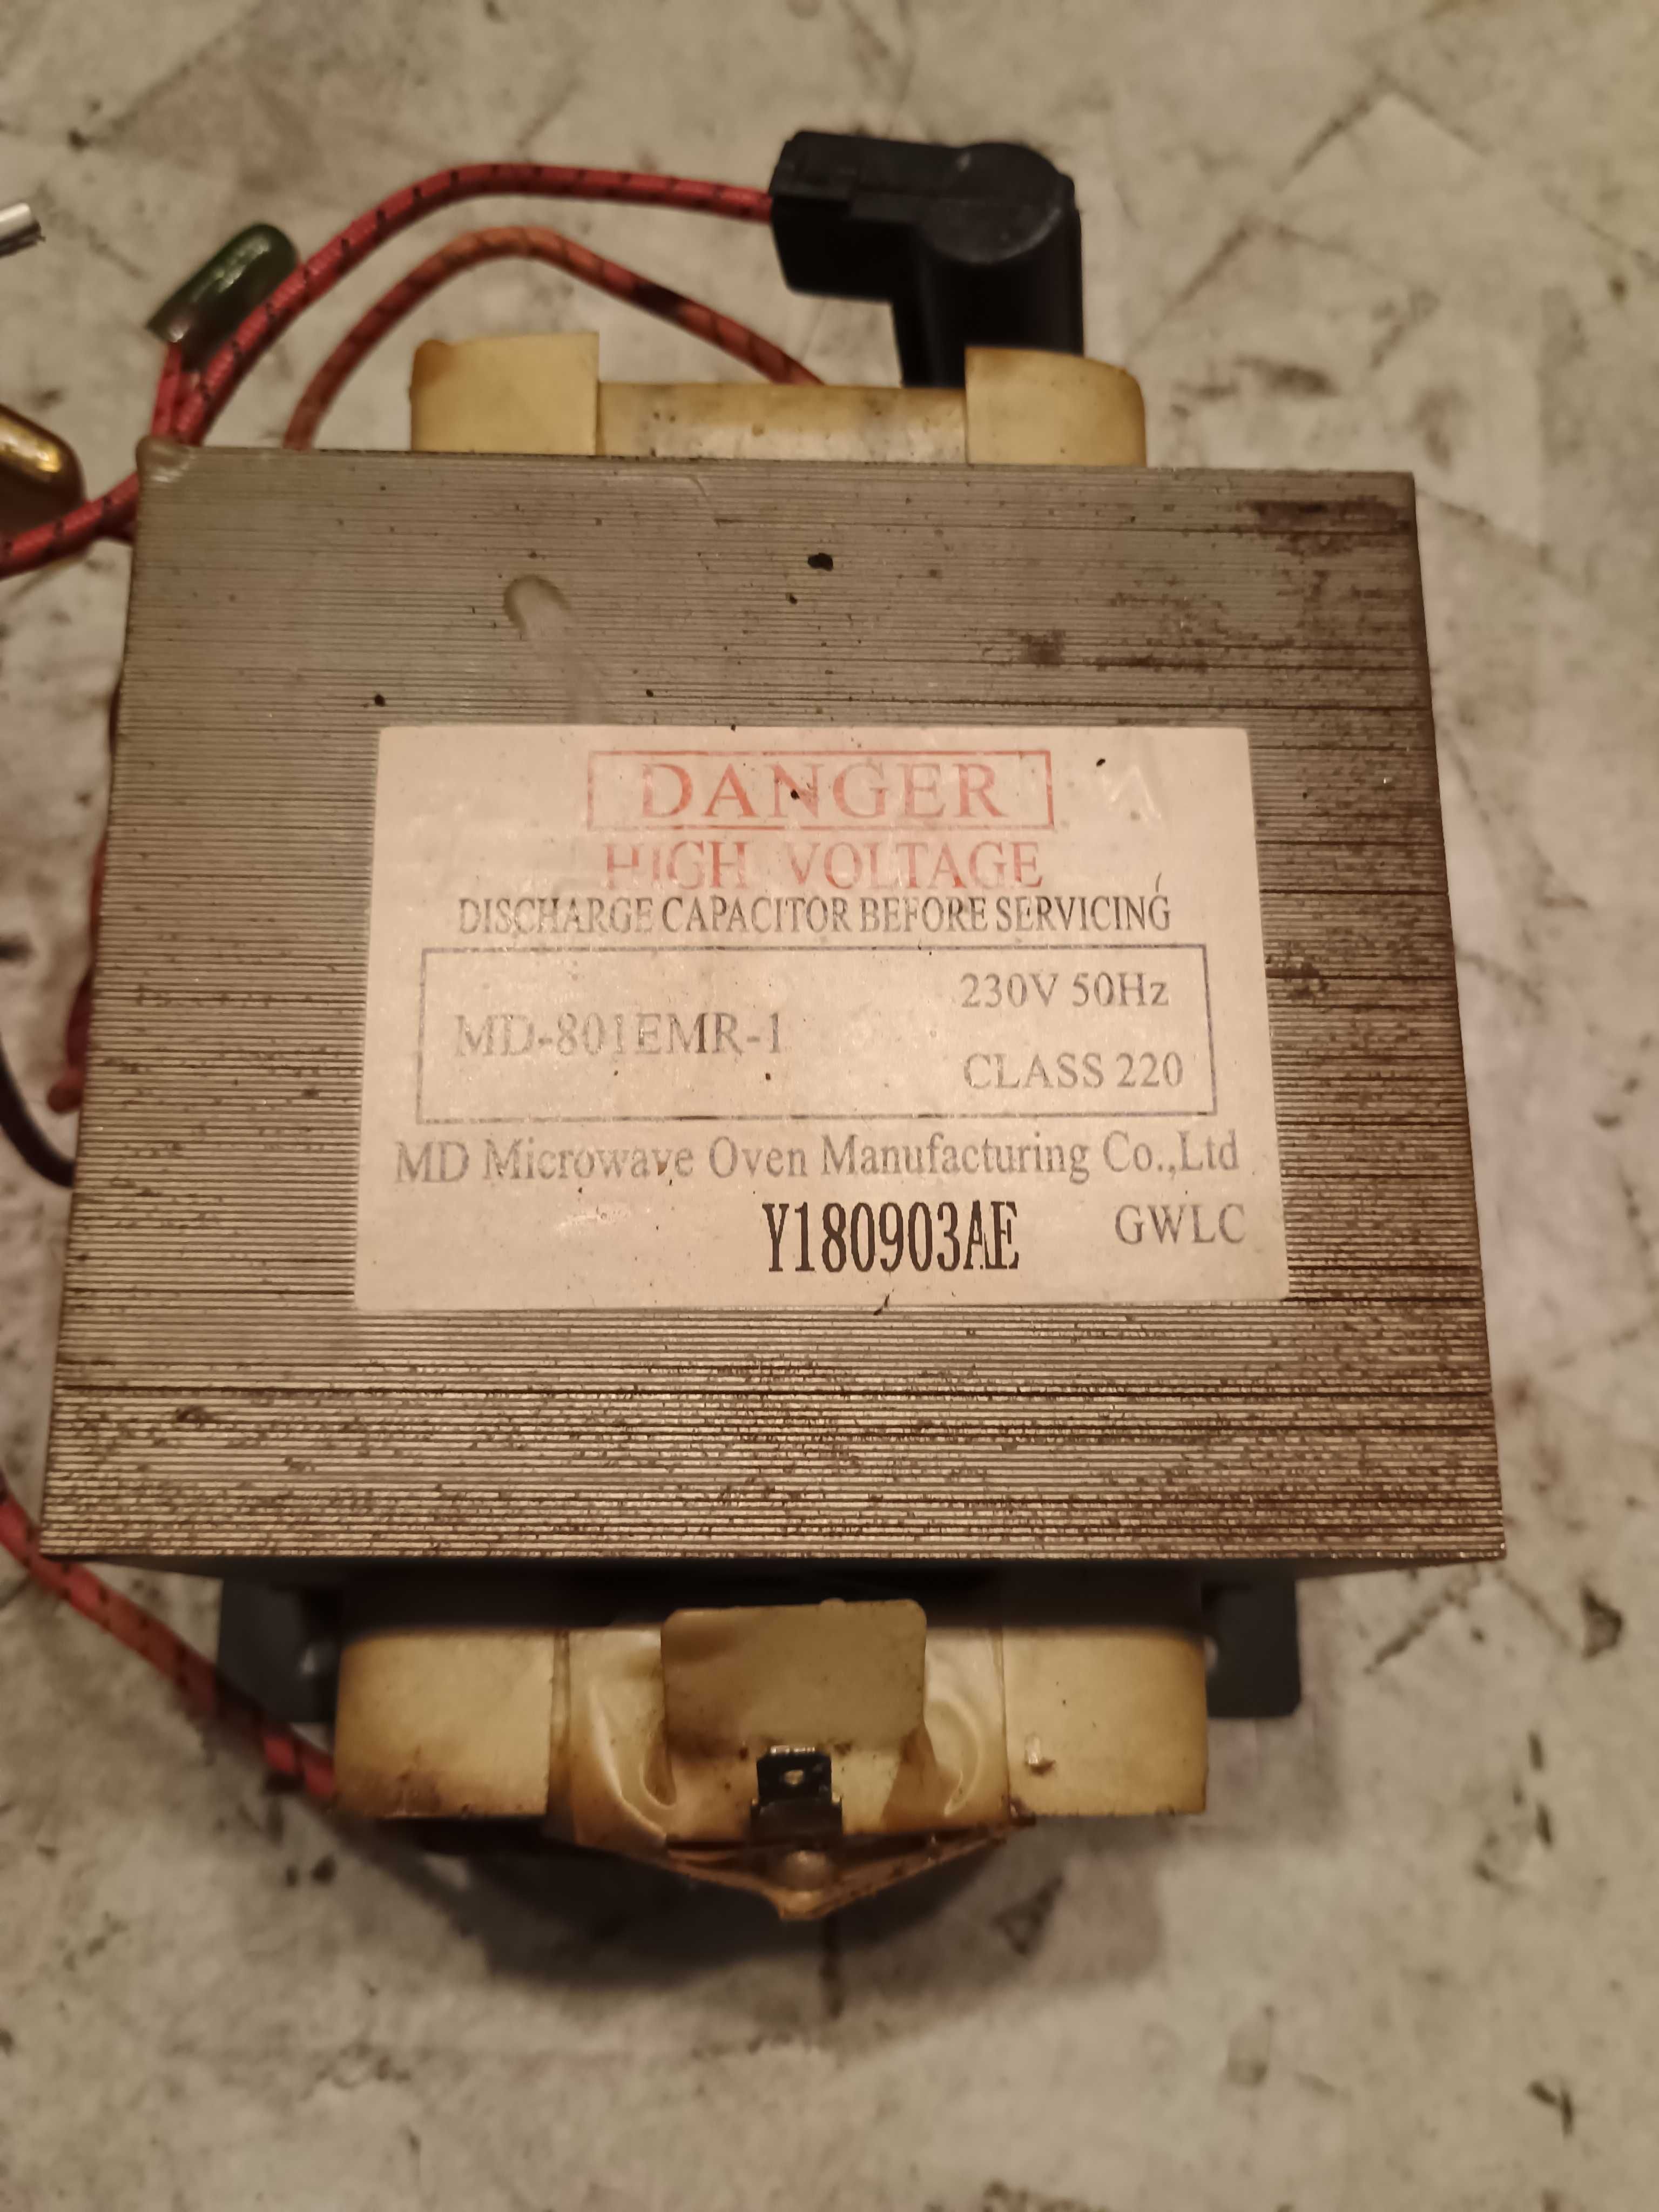 DANGER
HIGH VOLTAGE
DISCHARGE CAPACITOR BEFORE SERVICING
230V 50Hz
MD-801EMR-1
CLASS 220
MD Microwave Oven Manufacturing Co.,Ltd
Y180903AE GWLC